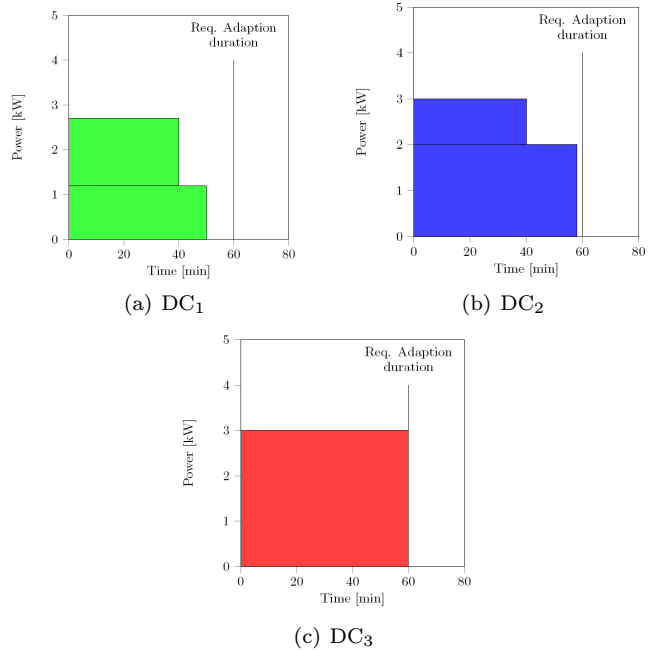 Req. Adaption
duration
5
4
3
2
1
0
Power [kW]
0 20 40 60 80
Time [min]
(a) DC₁
Req. Adaption
duration
5
4
3
2
1
0
Power [kW]
0 20 40 60 80
Time [min]
(b) DC₂
Req. Adaption
duration
5
4
3
2
1
0
Power [kW]
0 20 40 60 80
Time [min]
(c) DC₃